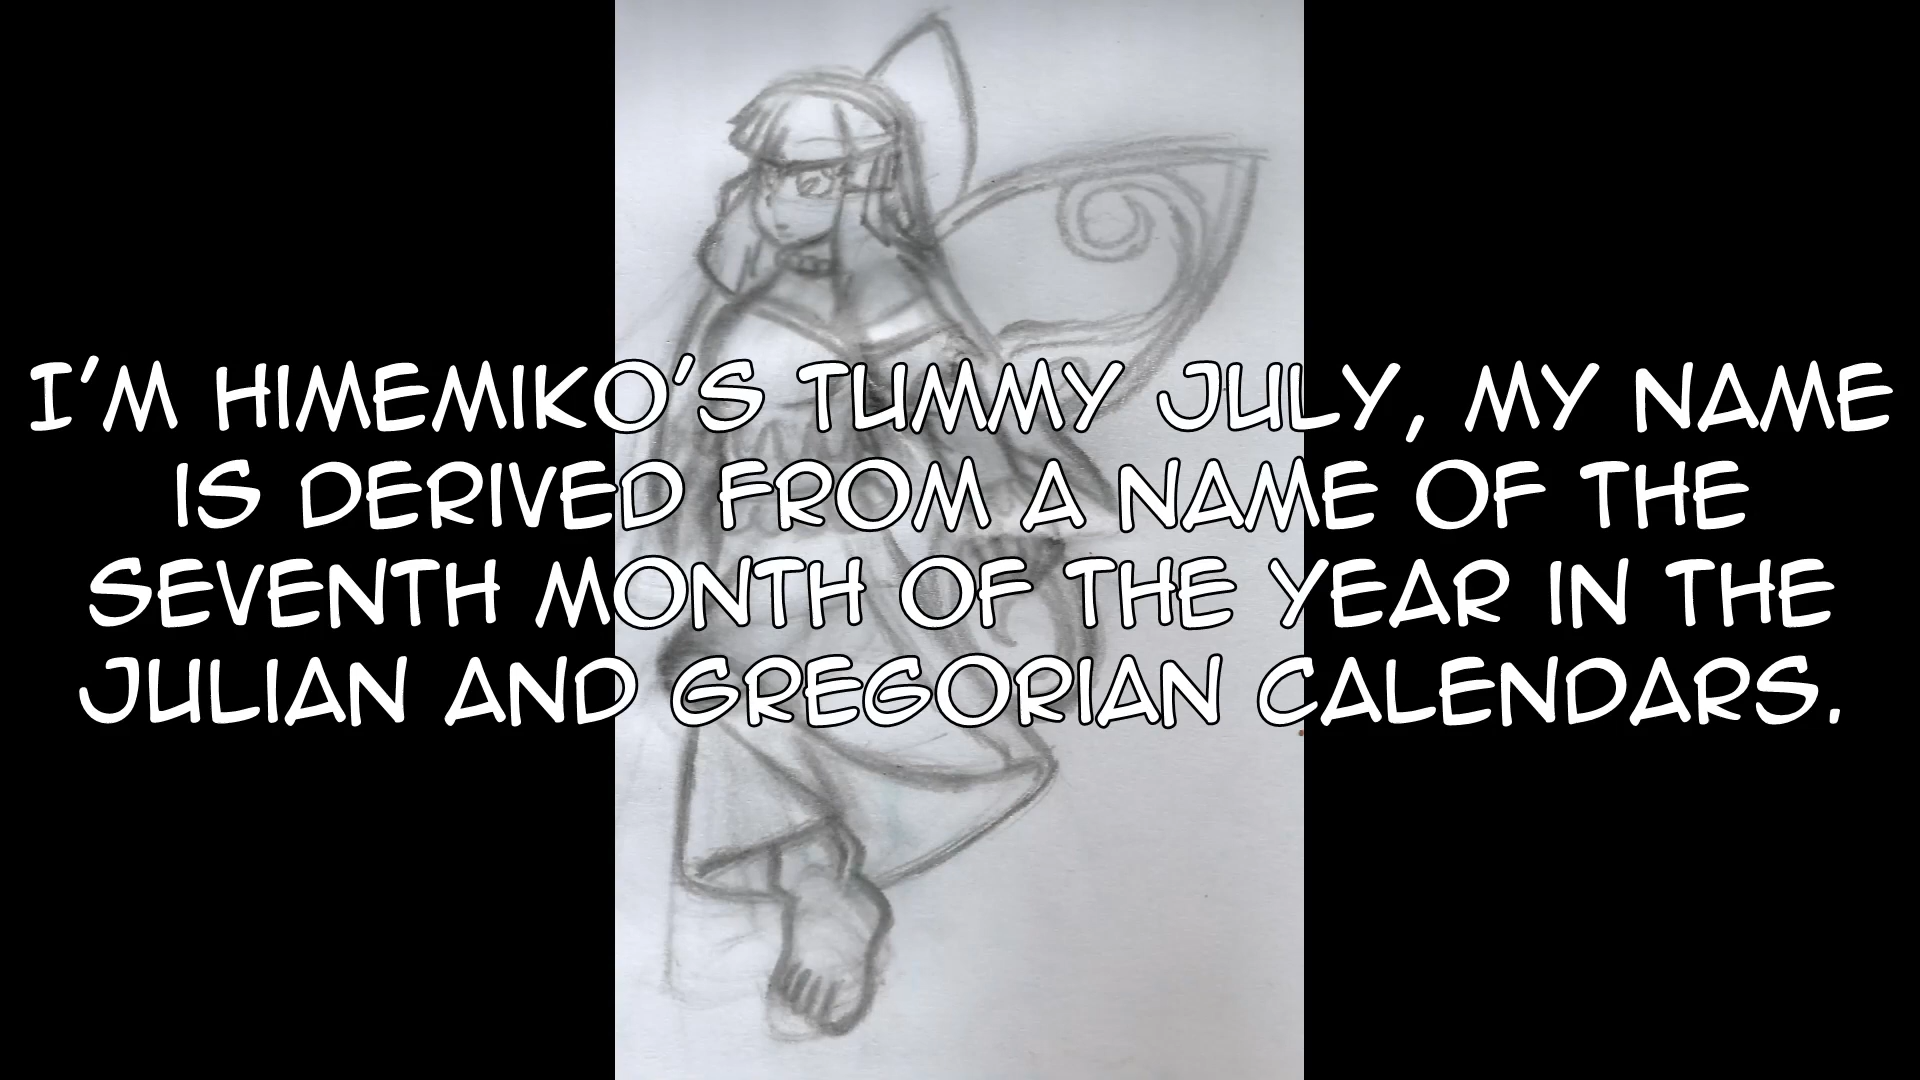 I'M HIMEMIKO'S TUMMY JULY, MY NAME
IS DERIVED FROM A NAME OF THE
SEVENTH MONTH OF THE YEAR IN THE
JULIAN AND GREGORIAN CALENDARS.